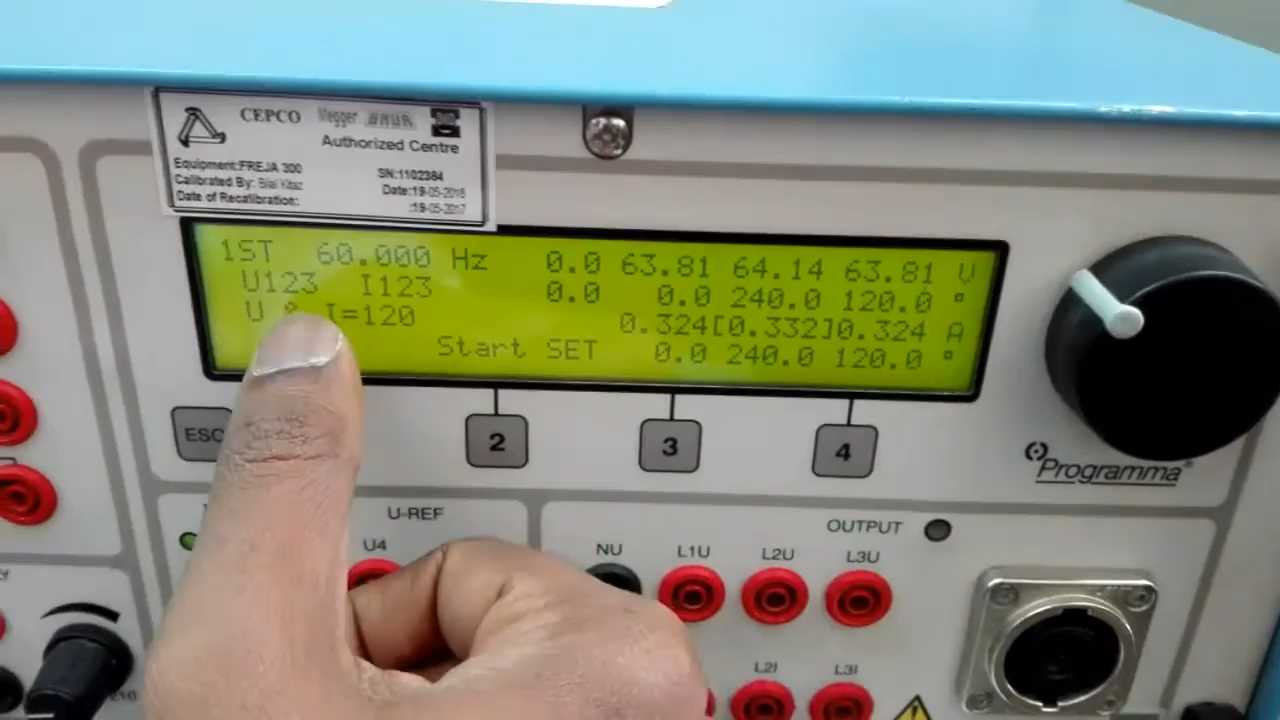 CEPCO Megger
Authorized Centre
Equipment:FREJA 300 SN:1102384
Calibrated By: Date:19-05-2016
Date of Recalibration: :19-05-2017
1ST 60.000 Hz 0.0 63.81 64.14 63.81 V
U123 I123 0.0 0.0 240.0 120.0 °
U & I=120 0.324[0.332]0.324 A
Start SET 0.0 240.0 120.0 °
ESC 2 3 4
Programma®
U-REF
OUTPUT
U4 NU L1U L2U L3U
L2I L3I